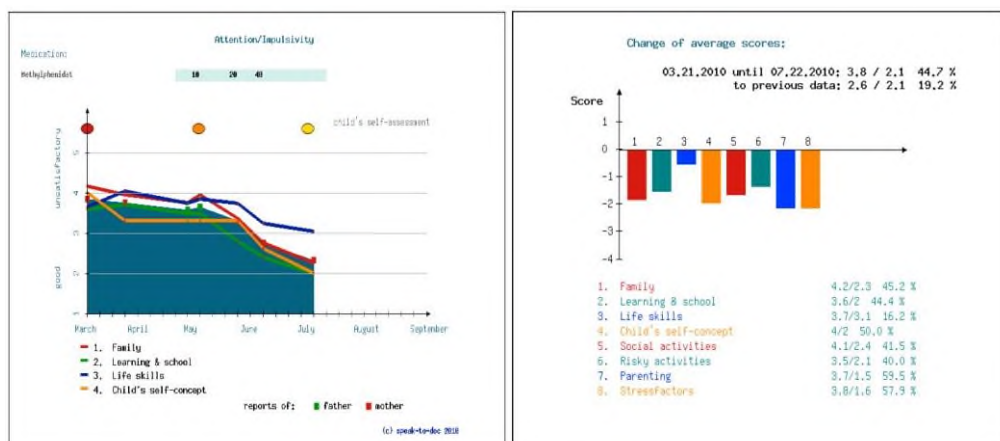 Attention/Impulsivity
Medication:
Methylphenidat 10 20 40
child's self-assessment
unsatisfactory
good
5
4
3
2
1
March April May June July August September
1. Family
2. Learning & school
3. Life skills
4. Child's self-concept
reports of: father mother
(c) speak-to-doc 2010
Change of average scores:
03.21.2010 until 07.22.2010: 3.8 / 2.1 44.7 %
to previous data: 2.6 / 2.1 19.2 %
Score
1
0
-1
-2
-3
-4
1 2 3 4 5 6 7 8
1. Family 4.2/2.3 45.2 %
2. Learning & school 3.6/2 44.4 %
3. Life skills 3.7/3.1 16.2 %
4. Child's self-concept 4/2 50.0 %
5. Social activities 4.1/2.4 41.5 %
6. Risky activities 3.5/2.1 40.0 %
7. Parenting 3.7/1.5 59.5 %
8. Stressfactors 3.8/1.6 57.9 %